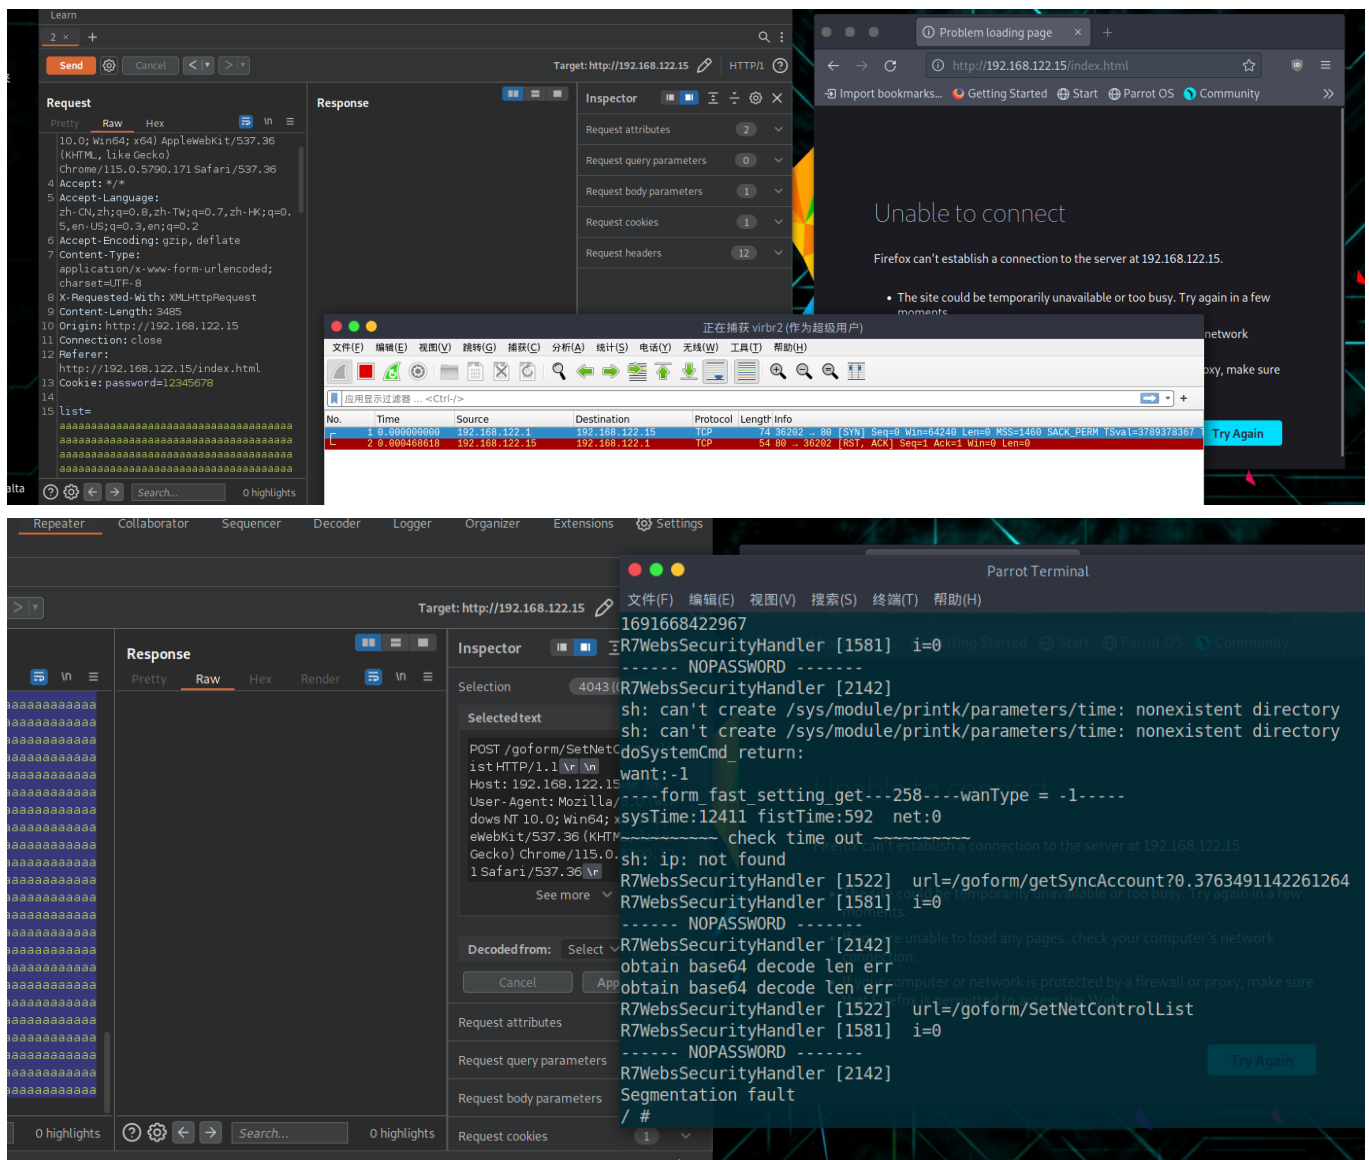 Learn
2 × +
Send Cancel < >
Target: http://192.168.122.15 HTTP/1
Request
Pretty Raw Hex \n
10.0; Win64; x64) AppleWebKit/537.36
(KHTML, like Gecko)
Chrome/115.0.5790.171 Safari/537.36
4 Accept: */*
5 Accept-Language:
zh-CN,zh;q=0.8,zh-TW;q=0.7,zh-HK;q=0.
5,en-US;q=0.3,en;q=0.2
6 Accept-Encoding: gzip, deflate
7 Content-Type:
application/x-www-form-urlencoded;
charset=UTF-8
8 X-Requested-With: XMLHttpRequest
9 Content-Length: 3485
10 Origin: http://192.168.122.15
11 Connection: close
12 Referer:
http://192.168.122.15/index.html
13 Cookie: password=12345678
14
15 list=
Search... 0 highlights
Response
Inspector
Request attributes 2
Request query parameters 0
Request body parameters 1
Request cookies 1
Request headers 12
Problem loading page × +
http://192.168.122.15/index.html
Import bookmarks... Getting Started Start Parrot OS Community
Unable to connect
Firefox can't establish a connection to the server at 192.168.122.15.
• The site could be temporarily unavailable or too busy. Try again in a few
moments.
network
oxy, make sure
Try Again
正在捕获 virbr2 (作为超级用户)
文件(F) 编辑(E) 视图(V) 跳转(G) 捕获(C) 分析(A) 统计(S) 电话(Y) 无线(W) 工具(T) 帮助(H)
应用显示过滤器 … <Ctrl-/>
No. Time Source Destination Protocol Length Info
1 0.000000000 192.168.122.1 192.168.122.15 TCP 74 36202 → 80 [SYN] Seq=0 Win=64240 Len=0 MSS=1460 SACK_PERM TSval=3789378367
2 0.000468618 192.168.122.15 192.168.122.1 TCP 54 80 → 36202 [RST, ACK] Seq=1 Ack=1 Win=0 Len=0
alta
Repeater Collaborator Sequencer Decoder Logger Organizer Extensions Settings
Target: http://192.168.122.15
Response
Pretty Raw Hex Render \n
\n
0 highlights
Search... 0 highlights
Inspector
Selection 4043
Selected text
POST /goform/SetNetC
ist HTTP/1.1 \r \n
Host: 192.168.122.15
User-Agent: Mozilla/
dows NT 10.0; Win64; x
eWebKit/537.36 (KHTM
Gecko) Chrome/115.0.
1 Safari/537.36 \r
See more
Decoded from: Select
Cancel App
Request attributes
Request query parameters
Request body parameters
Request cookies 1
Parrot Terminal
文件(F) 编辑(E) 视图(V) 搜索(S) 终端(T) 帮助(H)
1691668422967
R7WebsSecurityHandler [1581] i=0
------ NOPASSWORD -------
R7WebsSecurityHandler [2142]
sh: can't create /sys/module/printk/parameters/time: nonexistent directory
sh: can't create /sys/module/printk/parameters/time: nonexistent directory
doSystemCmd_return:
want:-1
----form_fast_setting_get---258----wanType = -1-----
sysTime:12411 fistTime:592 net:0
~~~~~~~~~~ check time out ~~~~~~~~~~
sh: ip: not found
R7WebsSecurityHandler [1522] url=/goform/getSyncAccount?0.3763491142261264
R7WebsSecurityHandler [1581] i=0
------ NOPASSWORD -------
R7WebsSecurityHandler [2142]
obtain base64 decode len err
obtain base64 decode len err
R7WebsSecurityHandler [1522] url=/goform/SetNetControlList
R7WebsSecurityHandler [1581] i=0
------ NOPASSWORD -------
R7WebsSecurityHandler [2142]
Segmentation fault
/ #
Try Again